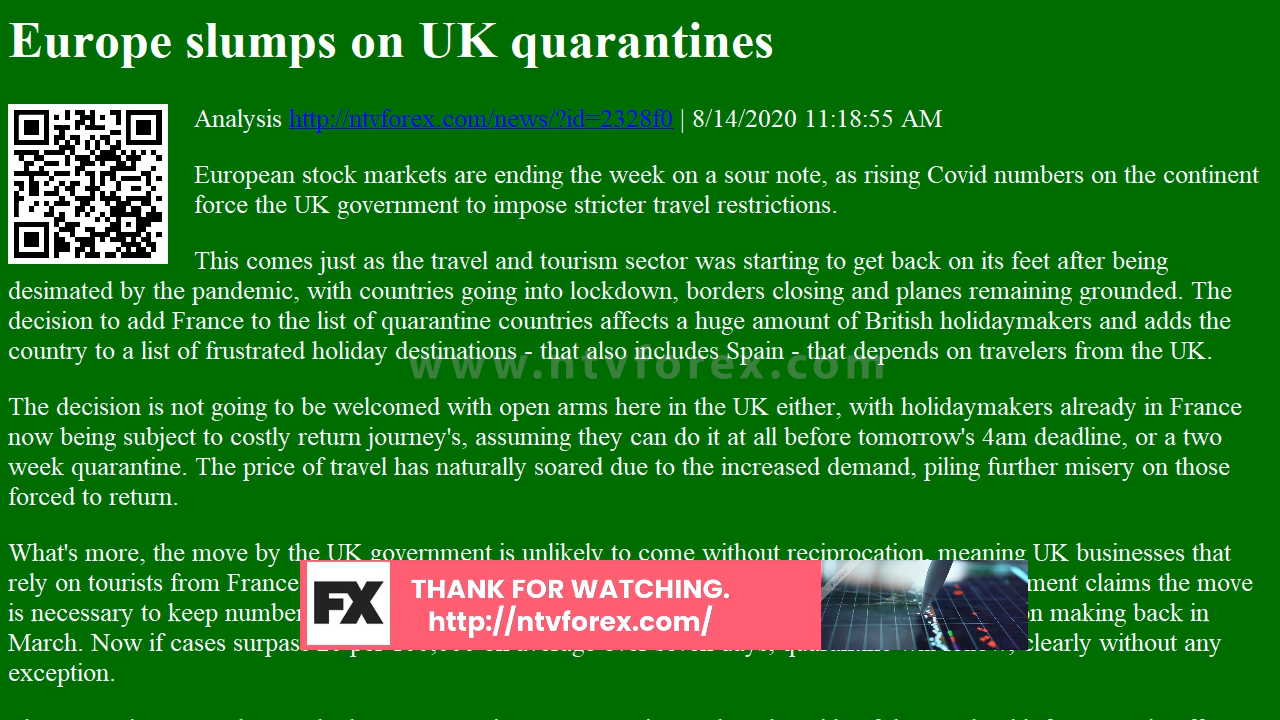 Europe slumps on UK quarantines
Analysis http://ntvforex.com/news/?id=2328f0 | 8/14/2020 11:18:55 AM
European stock markets are ending the week on a sour note, as rising Covid numbers on the continent
force the UK government to impose stricter travel restrictions.
This comes just as the travel and tourism sector was starting to get back on its feet after being
desimated by the pandemic, with countries going into lockdown, borders closing and planes remaining grounded. The
decision to add France to the list of quarantine countries affects a huge amount of British holidaymakers and adds the
country to a list of frustrated holiday destinations - that also includes Spain - that depends on travelers from the UK.
www.ntvforex.com
The decision is not going to be welcomed with open arms here in the UK either, with holidaymakers already in France
now being subject to costly return journey's, assuming they can do it at all before tomorrow's 4am deadline, or a two
week quarantine. The price of travel has naturally soared due to the increased demand, piling further misery on those
forced to return.
What's more, the move by the UK government is unlikely to come without reciprocation, meaning UK businesses that
rely on tourists from France claims the move
is necessary to keep making back in
March. Now if cases clearly without any
exception.
FX
THANK FOR WATCHING.
http://ntvforex.com/